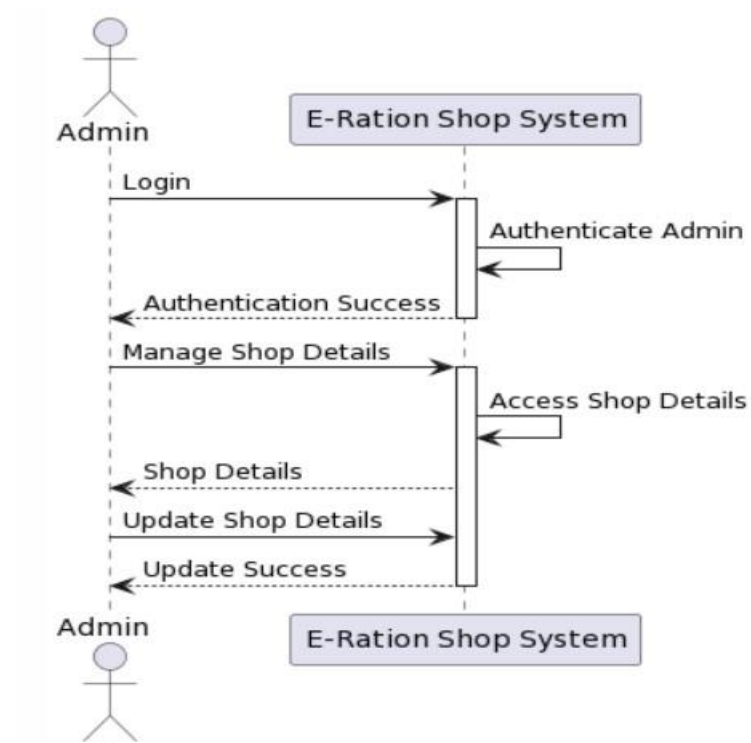 Admin
E-Ration Shop System
Login
Authenticate Admin
Authentication Success
Manage Shop Details
Access Shop Details
Shop Details
Update Shop Details
Update Success
Admin
E-Ration Shop System